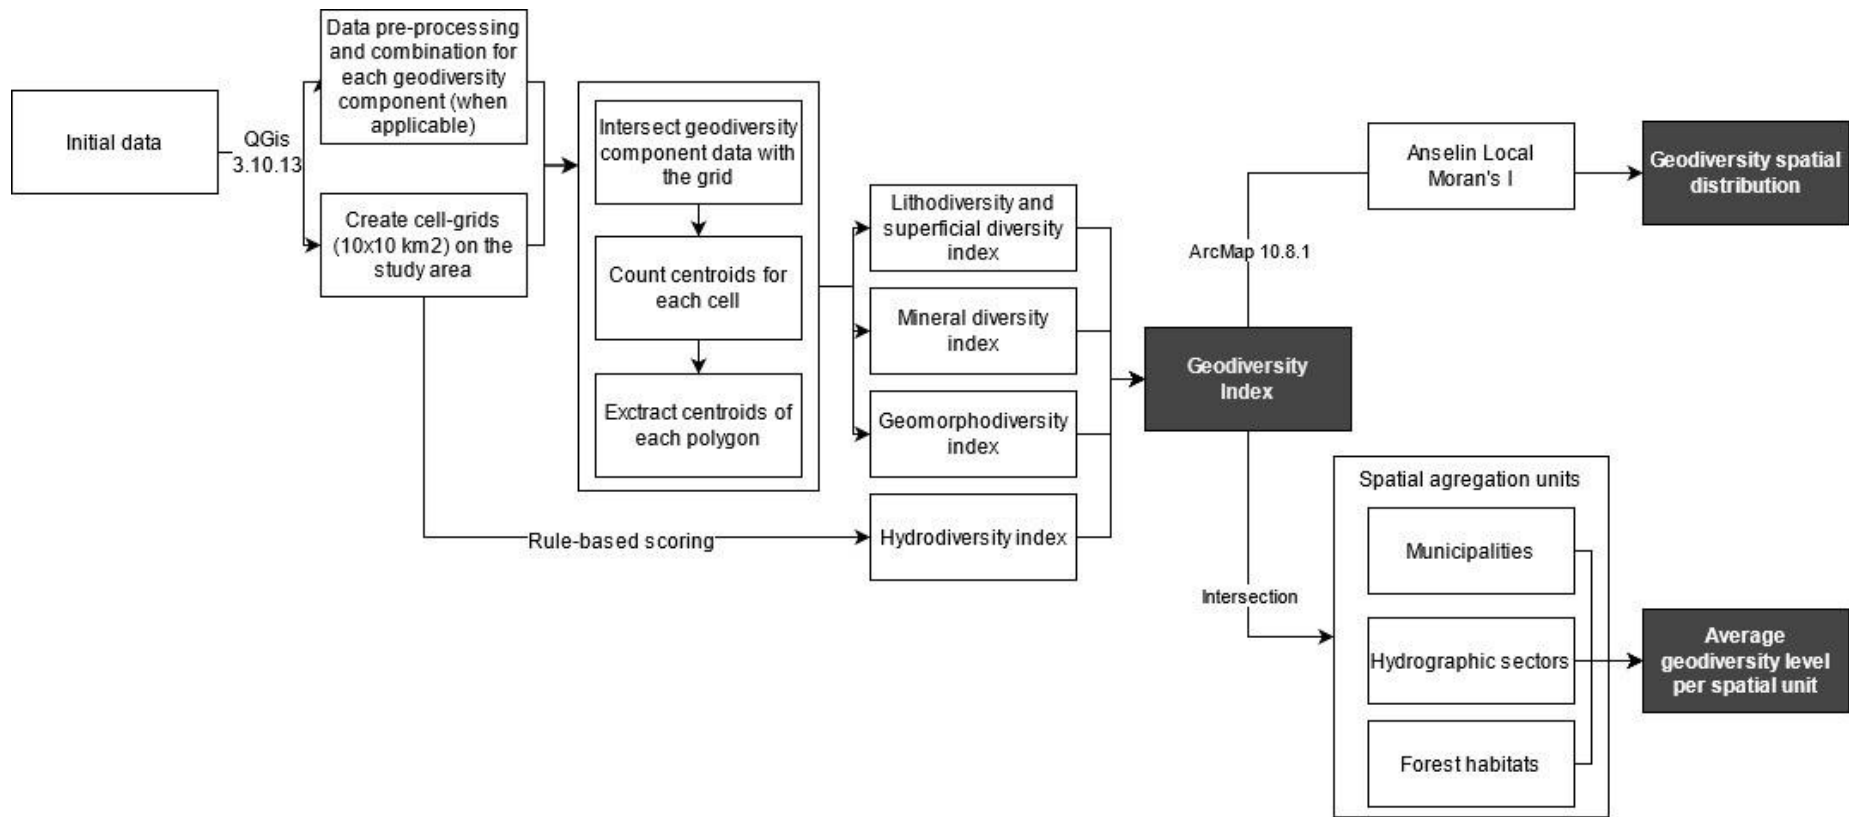 Initial data
QGis
3.10.13
Data pre-processing
and combination for
each geodiversity
component (when
applicable)
Create cell-grids
(10x10 km2) on the
study area
Intersect geodiversity
component data with
the grid
Count centroids for
each cell
Exctract centroids of
each polygon
Rule-based scoring
Lithodiversity and
superficial diversity
index
Mineral diversity
index
Geomorphodiversity
index
Hydrodiversity index
Geodiversity
Index
ArcMap 10.8.1
Anselin Local
Moran's I
Geodiversity spatial
distribution
Intersection
Spatial agregation units
Municipalities
Hydrographic sectors
Forest habitats
Average
geodiversity level
per spatial unit